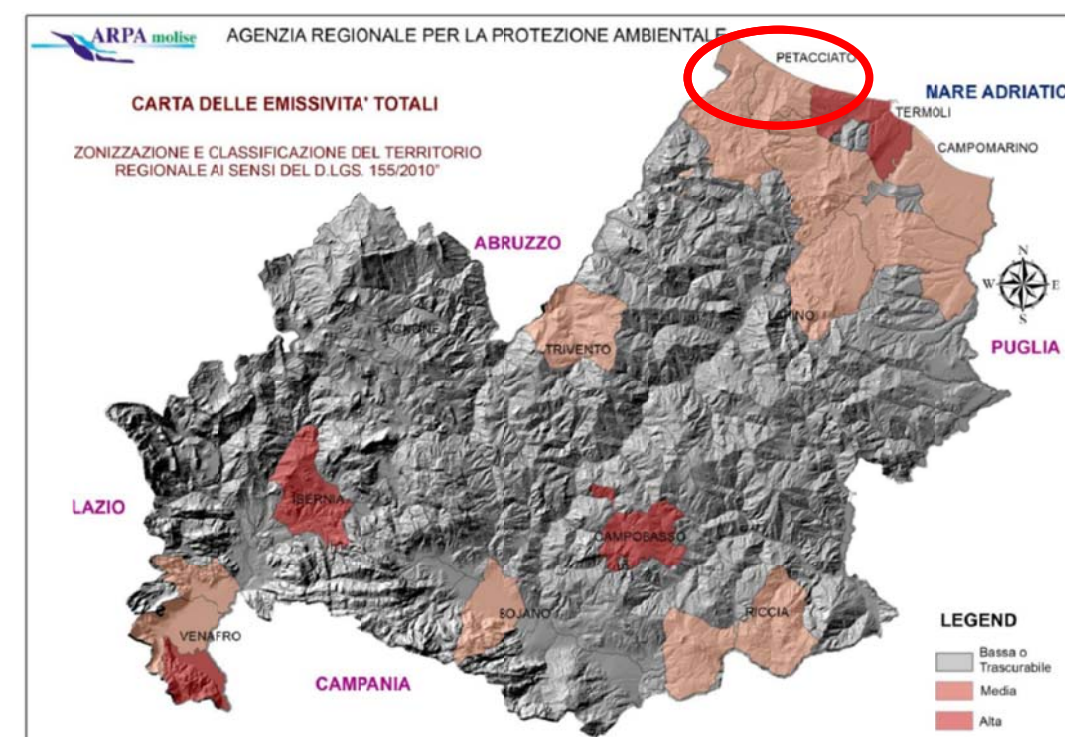 ARPA molise
AGENZIA REGIONALE PER LA PROTEZIONE AMBIENTALE
CARTA DELLE EMISSIVITA' TOTALI
ZONIZZAZIONE E CLASSIFICAZIONE DEL TERRITORIO
REGIONALE AI SENSI DEL D.LGS. 155/2010"
PETACCIATO
MARE ADRIATIC
TERMOLI
CAMPOMARINO
ABRUZZO
N
W E
S
AGNONE
LARINO
TRIVENTO
PUGLIA
ISERNIA
LAZIO
CAMPOBASSO
BOJANO
RICCIA
VENAFRO
CAMPANIA
LEGEND
Bassa o
Trascurabile
Media
Alta